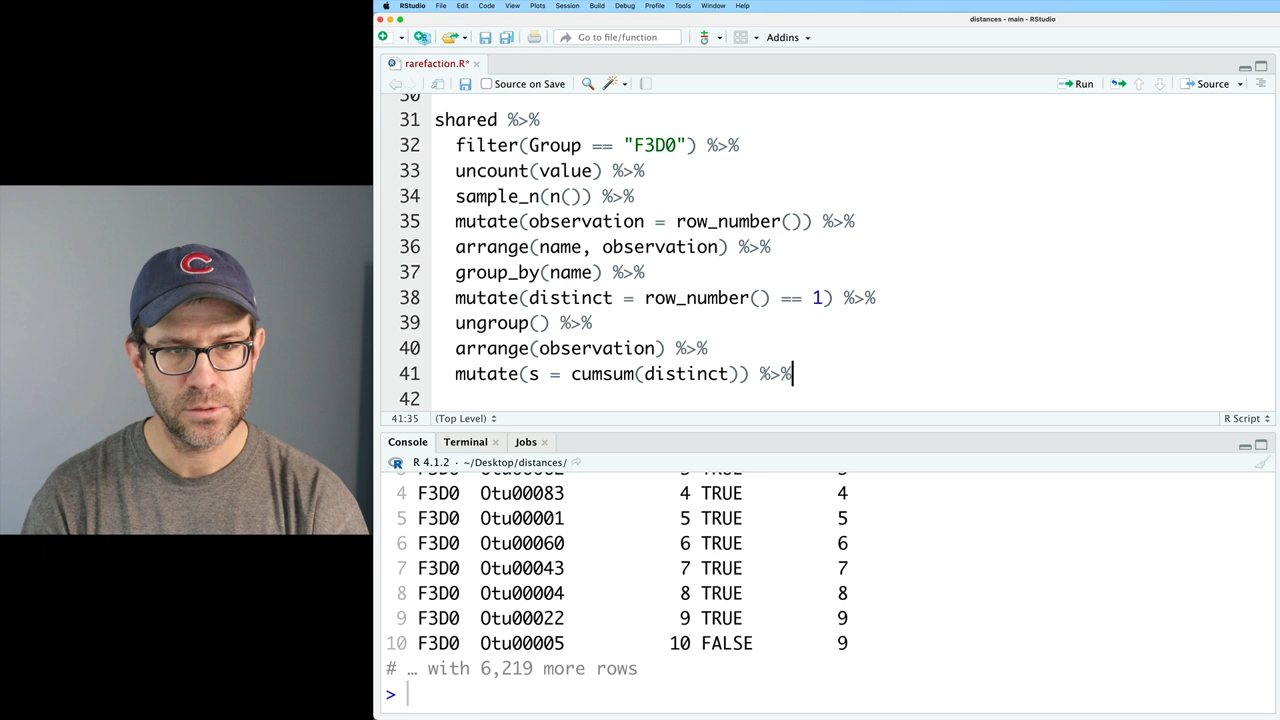 RStudio File Edit Code View Plots Session Build Debug Profile Tools Window Help
distances - main - RStudio
Go to file/function Addins
rarefaction.R*
Source on Save Run Source
30
31 shared %>%
32 filter(Group == "F3D0") %>%
33 uncount(value) %>%
34 sample_n(n()) %>%
35 mutate(observation = row_number()) %>%
36 arrange(name, observation) %>%
37 group_by(name) %>%
38 mutate(distinct = row_number() == 1) %>%
39 ungroup() %>%
40 arrange(observation) %>%
41 mutate(s = cumsum(distinct)) %>%
42
41:35 (Top Level) R Script
Console Terminal Jobs
R 4.1.2 · ~/Desktop/distances/
4 F3D0 Otu00083 4 TRUE 4
5 F3D0 Otu00001 5 TRUE 5
6 F3D0 Otu00060 6 TRUE 6
7 F3D0 Otu00043 7 TRUE 7
8 F3D0 Otu00004 8 TRUE 8
9 F3D0 Otu00022 9 TRUE 9
10 F3D0 Otu00005 10 FALSE 9
# … with 6,219 more rows
>
C